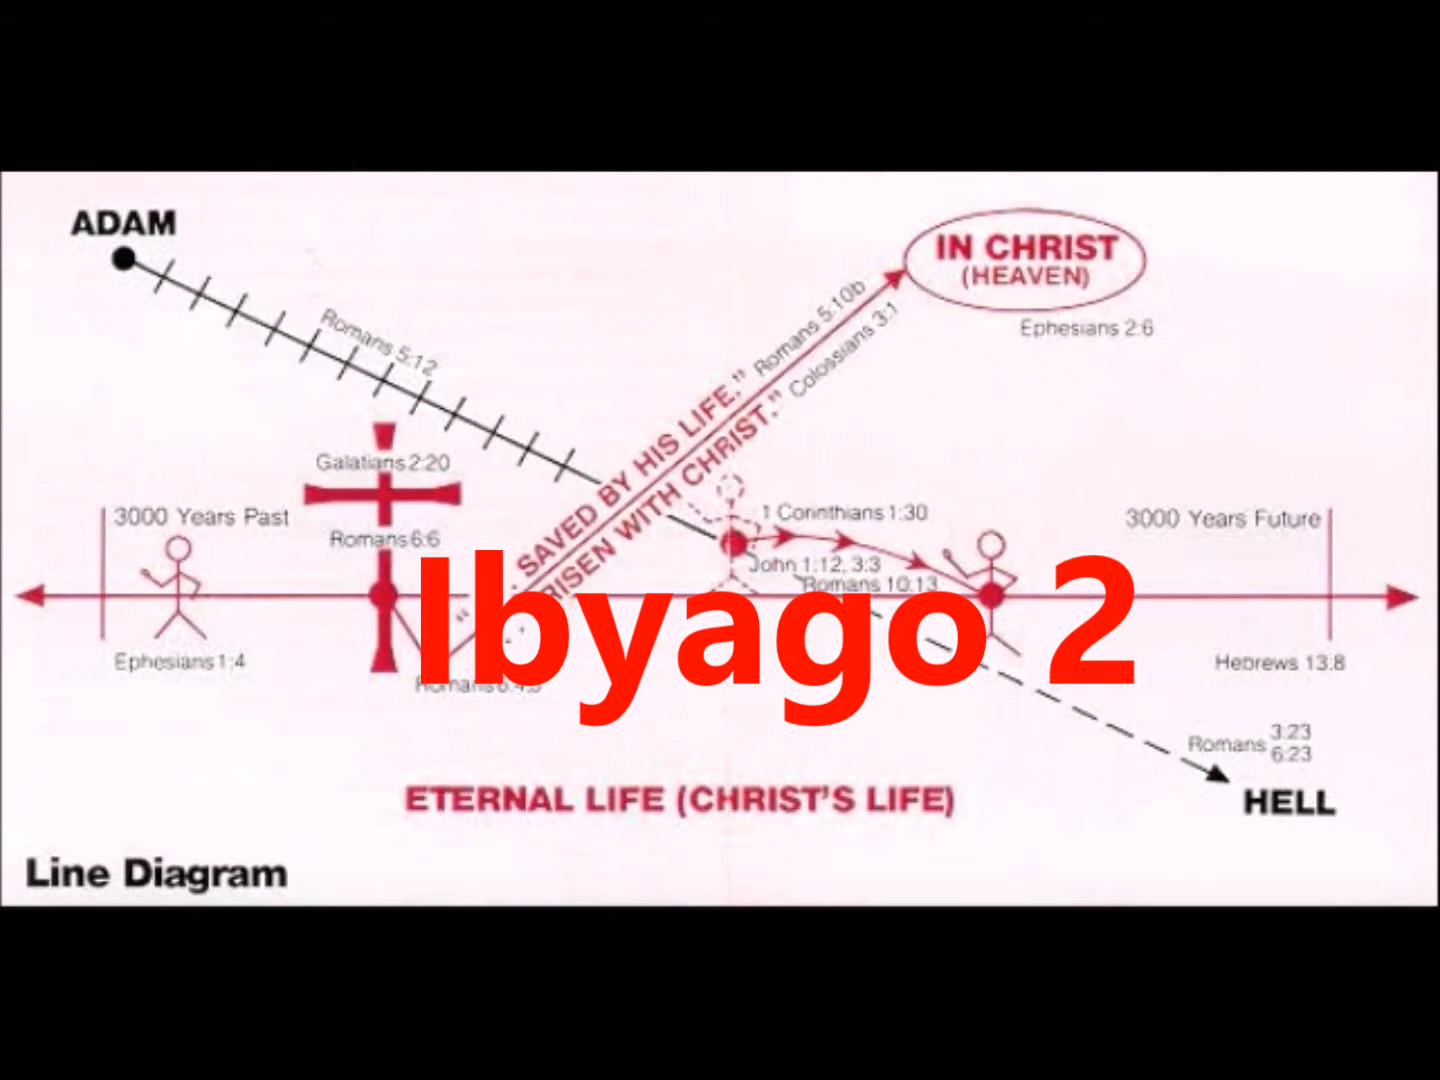 ADAM
IN CHRIST
(HEAVEN)
Ephesians 2:6
Romans 5:12
"SAVED BY HIS LIFE." Romans 5:10b
RISEN WITH CHRIST." Colossians 3:1
Galatians 2:20
3000 Years Past
1 Corinthians 1:30
3000 Years Future
Romans 6:6
John 1:12, 3:3
Romans 10:13
Ibyago 2
Ephesians 1:4
Hebrews 13:8
Romans
Romans 3:23
6:23
HELL
ETERNAL LIFE (CHRIST'S LIFE)
Line Diagram